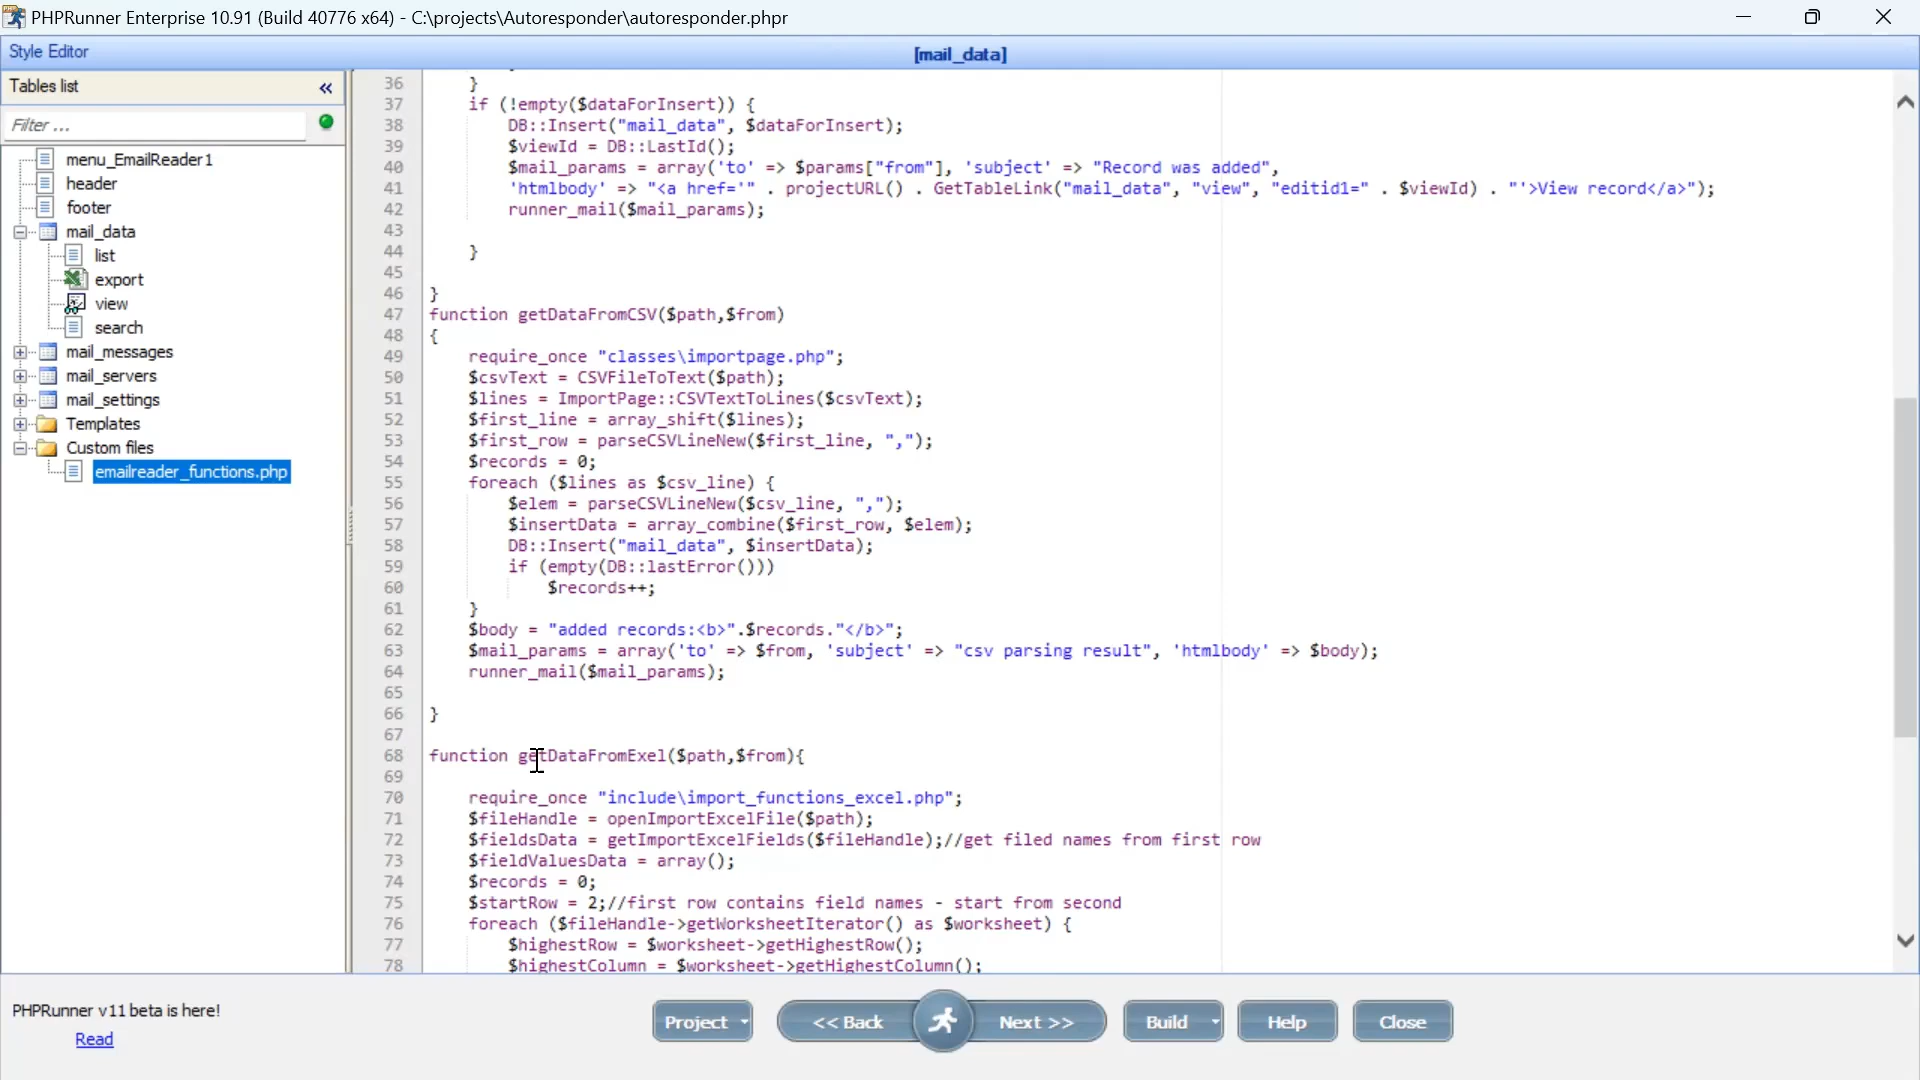 PHPRunner Enterprise 10.91 (Build 40776 x64) - C:\projects\Autoresponder\autoresponder.phpr
Style Editor
[mail_data]
Tables list
«
Filter ...
menu_EmailReader1
header
footer
mail_data
list
export
view
search
mail_messages
mail_servers
mail_settings
Templates
Custom files
emailreader_functions.php
36 }
37 if (!empty($dataForInsert)) {
38 DB::Insert("mail_data", $dataForInsert);
39 $viewId = DB::LastId();
40 $mail_params = array('to' => $params["from"], 'subject' => "Record was added",
41 'htmlbody' => "<a href='" . projectURL() . GetTableLink("mail_data", "view", "editid1=" . $viewId) . "'>View record</a>");
42 runner_mail($mail_params);
43
44 }
45
46 }
47 function getDataFromCSV($path,$from)
48 {
49 require_once "classes\importpage.php";
50 $csvText = CSVFileToText($path);
51 $lines = ImportPage::CSVTextToLines($csvText);
52 $first_line = array_shift($lines);
53 $first_row = parseCSVLineNew($first_line, ",");
54 $records = 0;
55 foreach ($lines as $csv_line) {
56 $elem = parseCSVLineNew($csv_line, ",");
57 $insertData = array_combine($first_row, $elem);
58 DB::Insert("mail_data", $insertData);
59 if (empty(DB::lastError()))
60 $records++;
61 }
62 $body = "added records:<b>".$records."</b>";
63 $mail_params = array('to' => $from, 'subject' => "csv parsing result", 'htmlbody' => $body);
64 runner_mail($mail_params);
65
66 }
67
68 function getDataFromExel($path,$from){
69
70 require_once "include\import_functions_excel.php";
71 $fileHandle = openImportExcelFile($path);
72 $fieldsData = getImportExcelFields($fileHandle);//get filed names from first row
73 $fieldValuesData = array();
74 $records = 0;
75 $startRow = 2;//first row contains field names - start from second
76 foreach ($fileHandle->getWorksheetIterator() as $worksheet) {
77 $highestRow = $worksheet->getHighestRow();
78 $highestColumn = $worksheet->getHighestColumn();
PHPRunner v11 beta is here!
Read
Project
<< Back
Next >>
Build
Help
Close